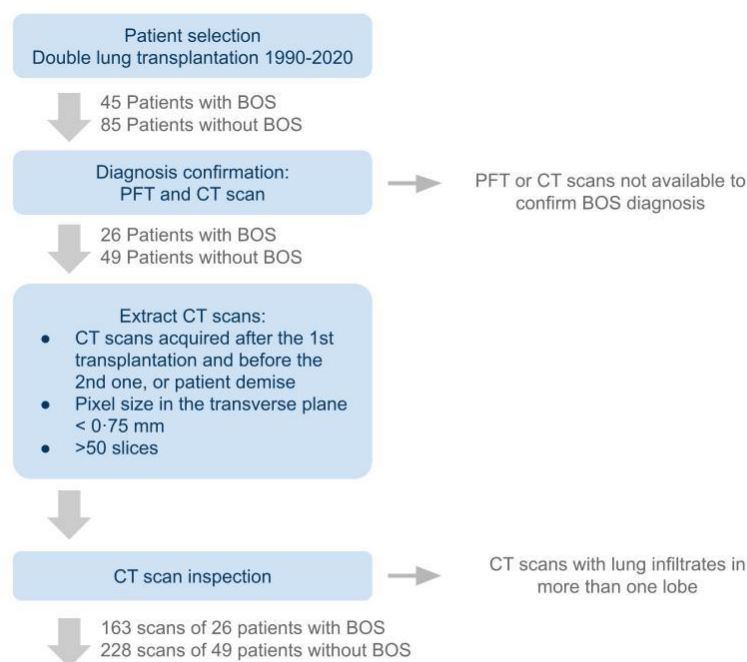 Patient selection
Double lung transplantation 1990-2020
45 Patients with BOS
85 Patients without BOS
Diagnosis confirmation:
PFT and CT scan
PFT or CT scans not available to
confirm BOS diagnosis
26 Patients with BOS
49 Patients without BOS
Extract CT scans:
● CT scans acquired after the 1st
transplantation and before the
2nd one, or patient demise
● Pixel size in the transverse plane
< 0·75 mm
● >50 slices
CT scan inspection
CT scans with lung infiltrates in
more than one lobe
163 scans of 26 patients with BOS
228 scans of 49 patients without BOS